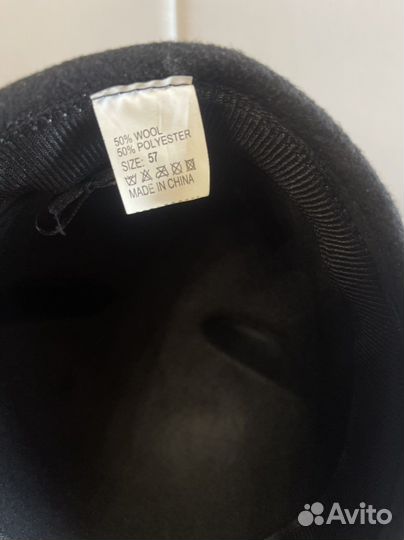 50% WOOL
50% POLYESTER
SIZE: 57
MADE IN CHINA
Avito